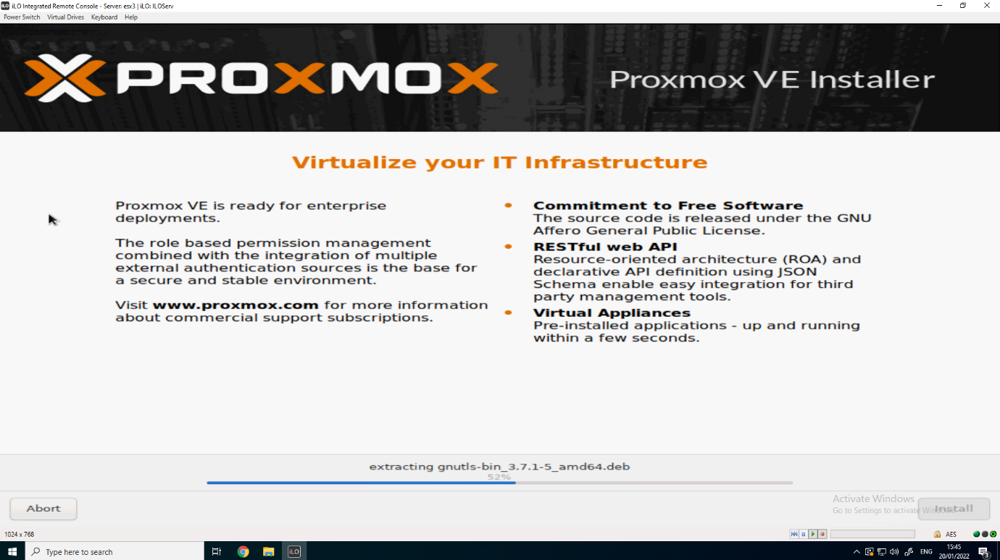 iLO Integrated Remote Console - Server: esx3 | iLO: ILOServ
Power Switch Virtual Drives Keyboard Help
PROXMOX
Proxmox VE Installer
Virtualize your IT Infrastructure
Proxmox VE is ready for enterprise
deployments.
The role based permission management
combined with the integration of multiple
external authentication sources is the base for
a secure and stable environment.
Visit www.proxmox.com for more information
about commercial support subscriptions.
Commitment to Free Software
The source code is released under the GNU
Affero General Public License.
RESTful web API
Resource-oriented architecture (ROA) and
declarative API definition using JSON
Schema enable easy integration for third
party management tools.
Virtual Appliances
Pre-installed applications - up and running
within a few seconds.
extracting gnutls-bin_3.7.1-5_amd64.deb
52%
Abort
Install
Activate Windows
Go to Settings to activate Windows.
1024 x 768
AES
Type here to search
iLO
ENG
15:45
20/01/2022
3